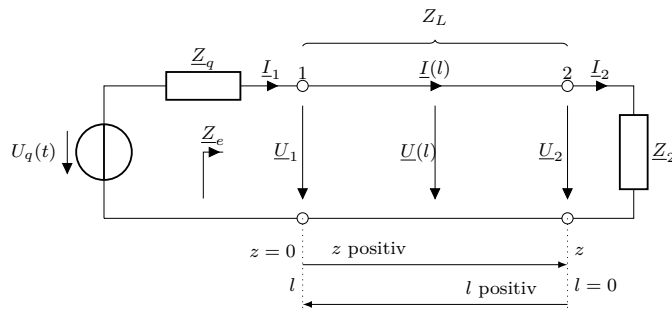 Z_L
Z_q
I_1
1
I(l)
2
I_2
U_q(t)
Z_e
U_1
U(l)
U_2
Z_2
z = 0
z positiv
z
l
l positiv
l = 0